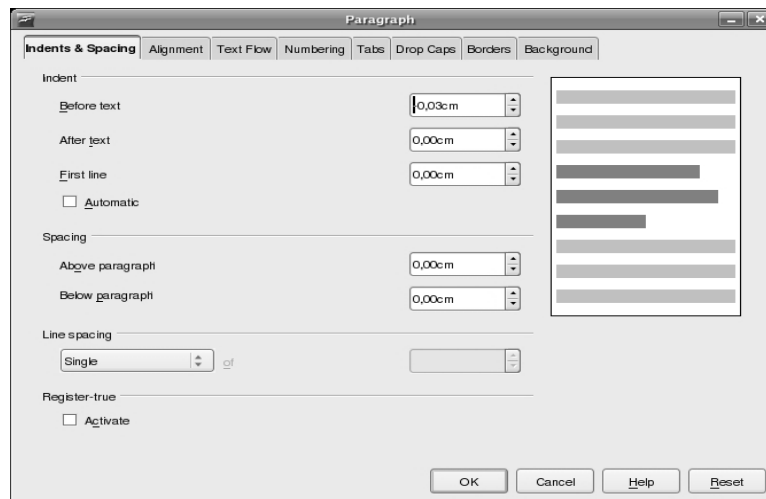 Paragraph
Indents & Spacing Alignment Text Flow Numbering Tabs Drop Caps Borders Background
Indent
Before text -0,03cm
After text 0,00cm
First line 0,00cm
Automatic
Spacing
Above paragraph 0,00cm
Below paragraph 0,00cm
Line spacing
Single of
Register-true
Activate
OK Cancel Help Reset